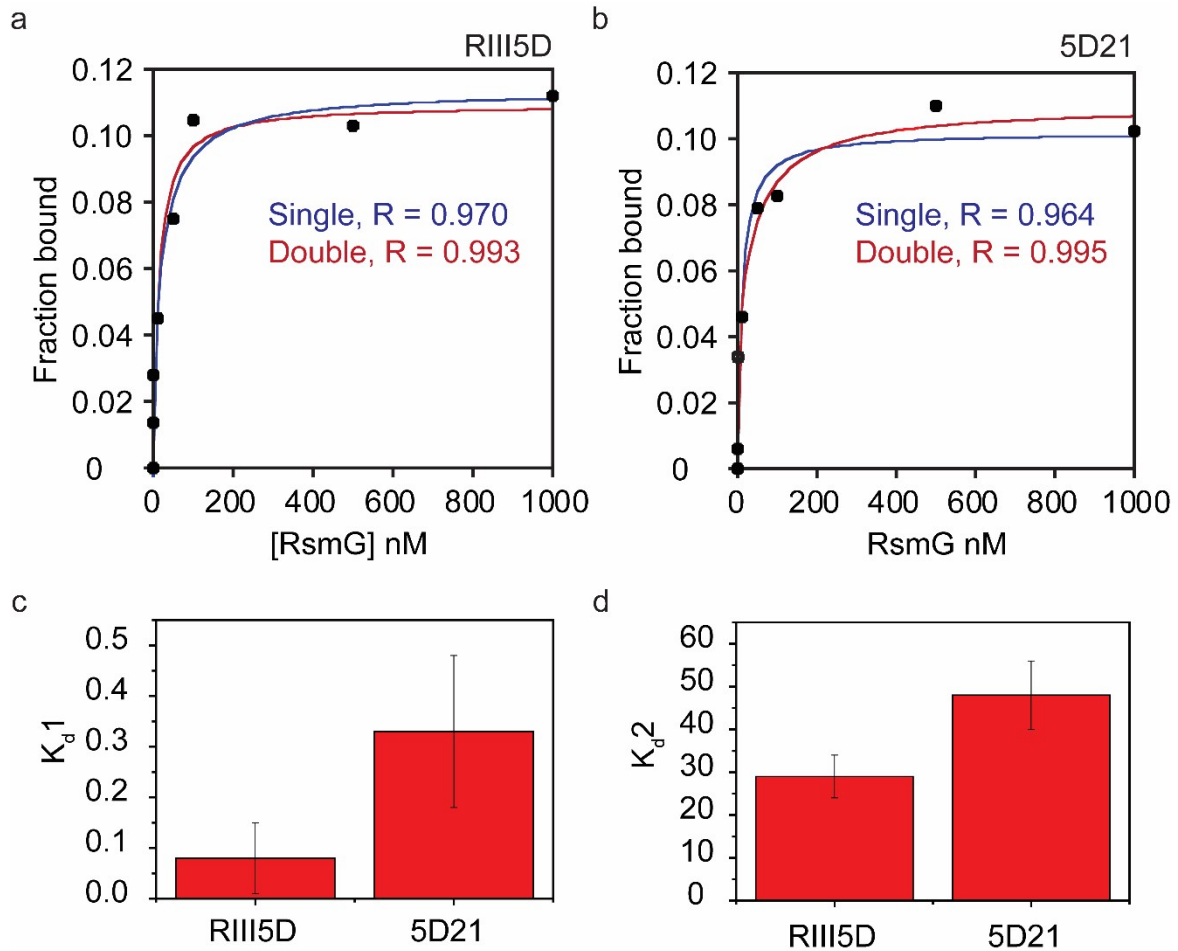 a
RIII5D
0.12
0.10
0.08
0.06
0.04
0.02
0
Fraction bound
Single, R = 0.970
Double, R = 0.993
0 200 400 600 800 1000
[RsmG] nM
b
5D21
0.12
0.10
0.08
0.06
0.04
0.02
0
Fraction bound
Single, R = 0.964
Double, R = 0.995
0 200 400 600 800 1000
RsmG nM
c
0.5
0.4
0.3
0.2
0.1
0.0
Kd1
RIII5D 5D21
d
60
50
40
30
20
10
0
Kd2
RIII5D 5D21